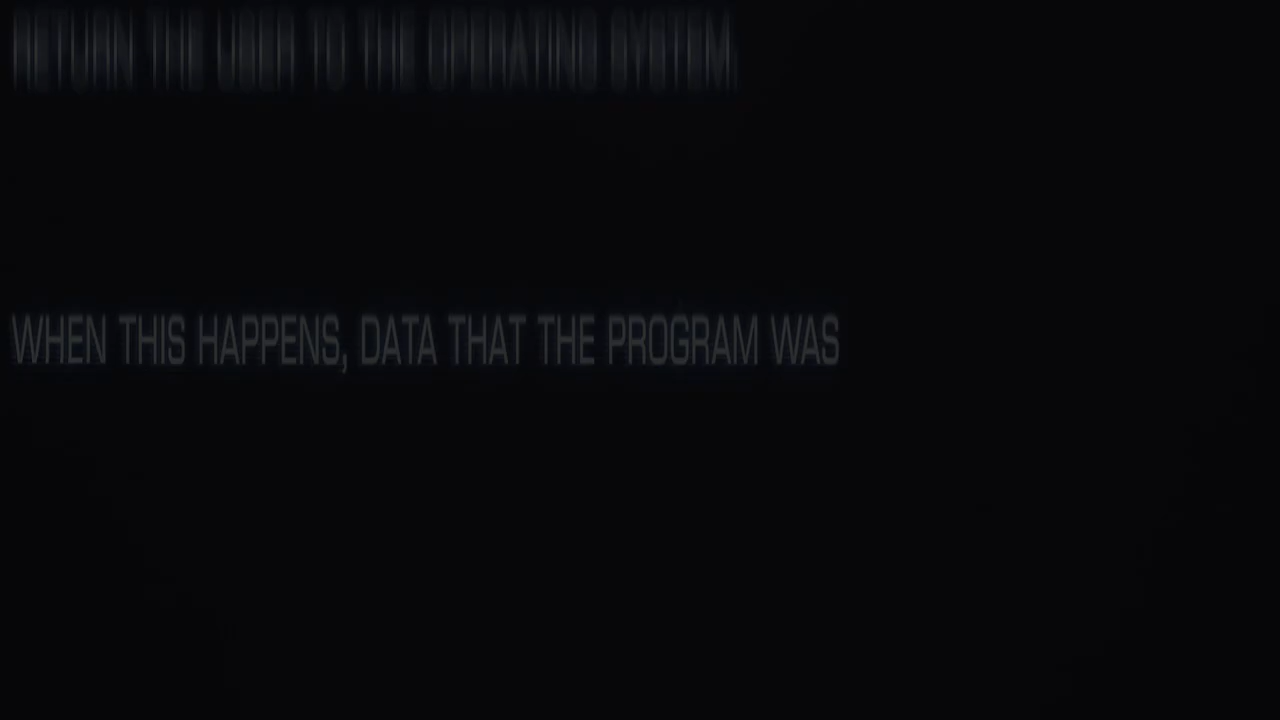 RETURN THE USER TO THE OPERATING SYSTEM.
WHEN THIS HAPPENS, DATA THAT THE PROGRAM WAS